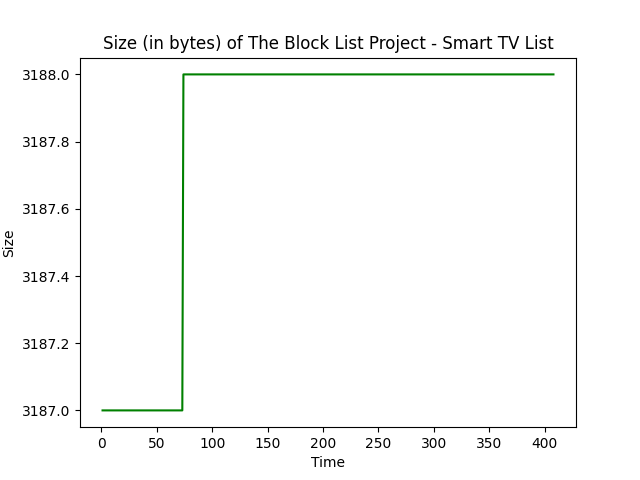 Size (in bytes) of The Block List Project - Smart TV List
3188.0
3187.8
3187.6
3187.4
3187.2
3187.0
Size
0 50 100 150 200 250 300 350 400
Time